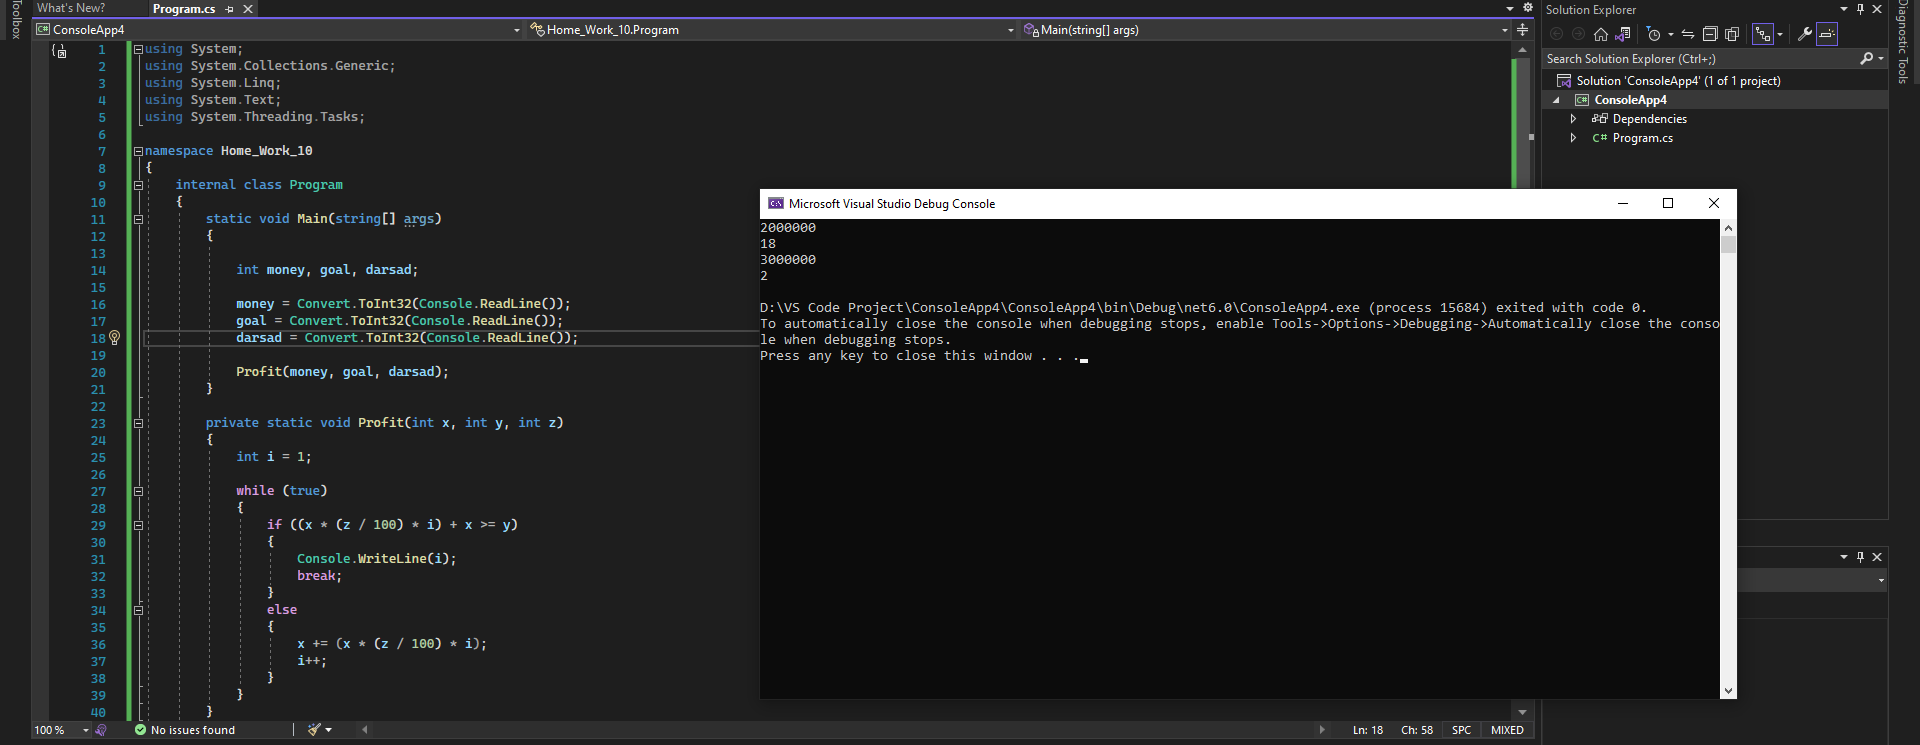 Toolbox
What's New?
Program.cs
ConsoleApp4
Home_Work_10.Program
Main(string[] args)
1 using System;
2 using System.Collections.Generic;
3 using System.Linq;
4 using System.Text;
5 using System.Threading.Tasks;
6
7 namespace Home_Work_10
8 {
9 internal class Program
10 {
11 static void Main(string[] args)
12 {
13
14 int money, goal, darsad;
15
16 money = Convert.ToInt32(Console.ReadLine());
17 goal = Convert.ToInt32(Console.ReadLine());
18 darsad = Convert.ToInt32(Console.ReadLine());
19
20 Profit(money, goal, darsad);
21 }
22
23 private static void Profit(int x, int y, int z)
24 {
25 int i = 1;
26
27 while (true)
28 {
29 if ((x * (z / 100) * i) + x >= y)
30 {
31 Console.WriteLine(i);
32 break;
33 }
34 else
35 {
36 x += (x * (z / 100) * i);
37 i++;
38 }
39 }
40 }
100 %
No issues found
Ln: 18
Ch: 58
SPC
MIXED
Microsoft Visual Studio Debug Console
2000000
18
3000000
2
D:\VS Code Project\ConsoleApp4\ConsoleApp4\bin\Debug\net6.0\ConsoleApp4.exe (process 15684) exited with code 0.
To automatically close the console when debugging stops, enable Tools->Options->Debugging->Automatically close the conso
le when debugging stops.
Press any key to close this window . . .
Solution Explorer
Search Solution Explorer (Ctrl+;)
Solution 'ConsoleApp4' (1 of 1 project)
C# ConsoleApp4
Dependencies
C# Program.cs
Diagnostic Tools